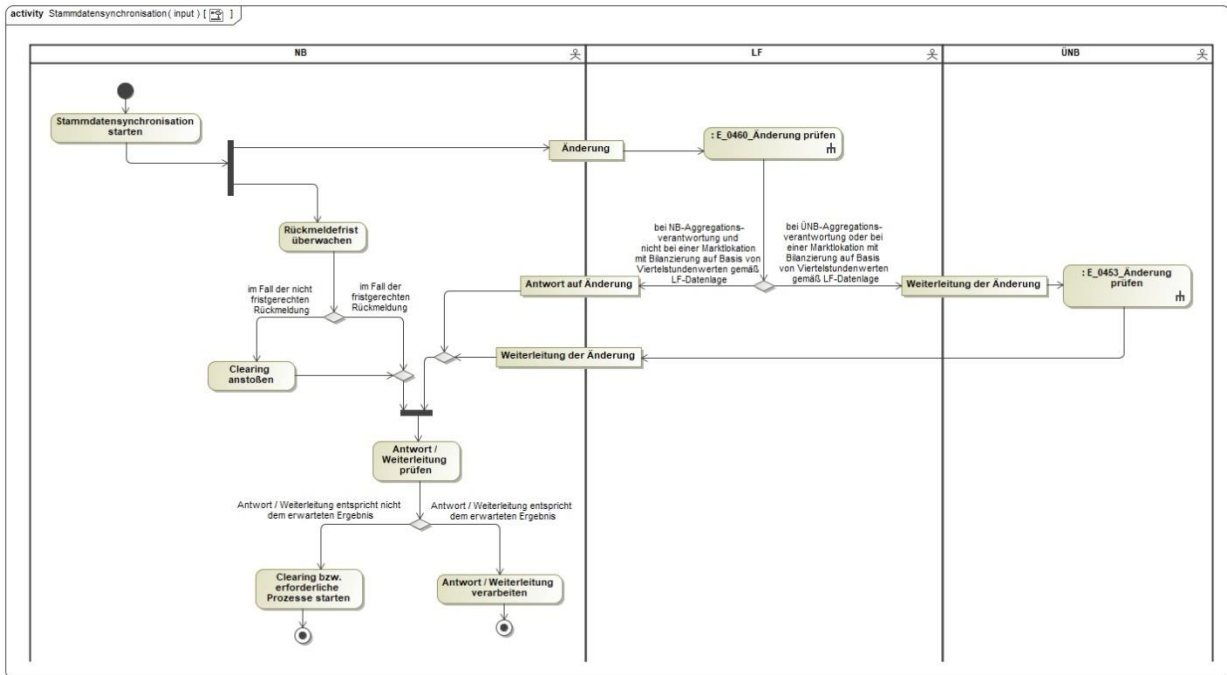 activity Stammdatensynchronisation ( input ) [ ]
NB
LF
ÜNB
Stammdatensynchronisation
starten
Änderung
: E_0460_Änderung prüfen
Rückmeldefrist
überwachen
bei NB-Aggregations-
verantwortung und
nicht bei einer Marktlokation
mit Bilanzierung auf Basis von
Viertelstundenwerten gemäß
LF-Datenlage
bei ÜNB-Aggregations-
verantwortung oder bei
einer Marktlokation mit
Bilanzierung auf Basis
von Viertelstundenwerten
gemäß LF-Datenlage
im Fall der nicht
fristgerechten
Rückmeldung
im Fall der
fristgerechten
Rückmeldung
Antwort auf Änderung
Weiterleitung der Änderung
: E_0453_Änderung
prüfen
Weiterleitung der Änderung
Clearing
anstoßen
Antwort /
Weiterleitung
prüfen
Antwort / Weiterleitung entspricht nicht
dem erwarteten Ergebnis
Antwort / Weiterleitung entspricht
dem erwarteten Ergebnis
Clearing bzw.
erforderliche
Prozesse starten
Antwort / Weiterleitung
verarbeiten